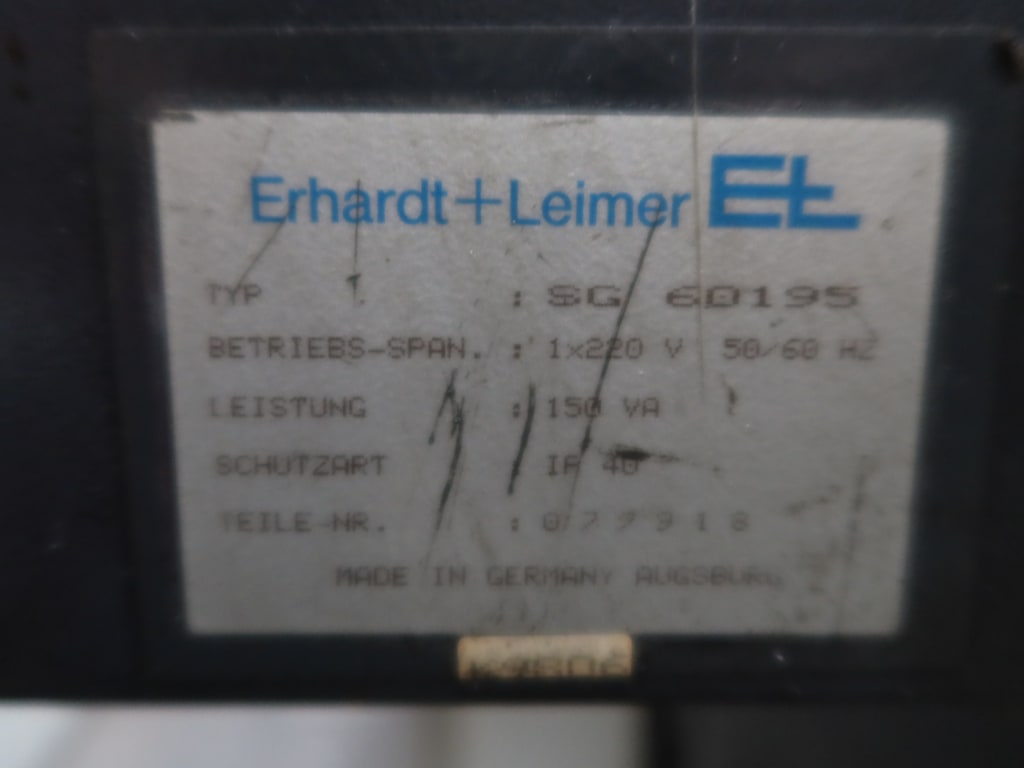 Erhardt+Leimer E+L
TYP : SG 60195
BETRIEBS-SPAN. : 1x220 V 50/60 HZ
LEISTUNG : 150 VA
SCHUTZART IP 40
TEILE-NR. : 077918
MADE IN GERMANY AUGSBURG